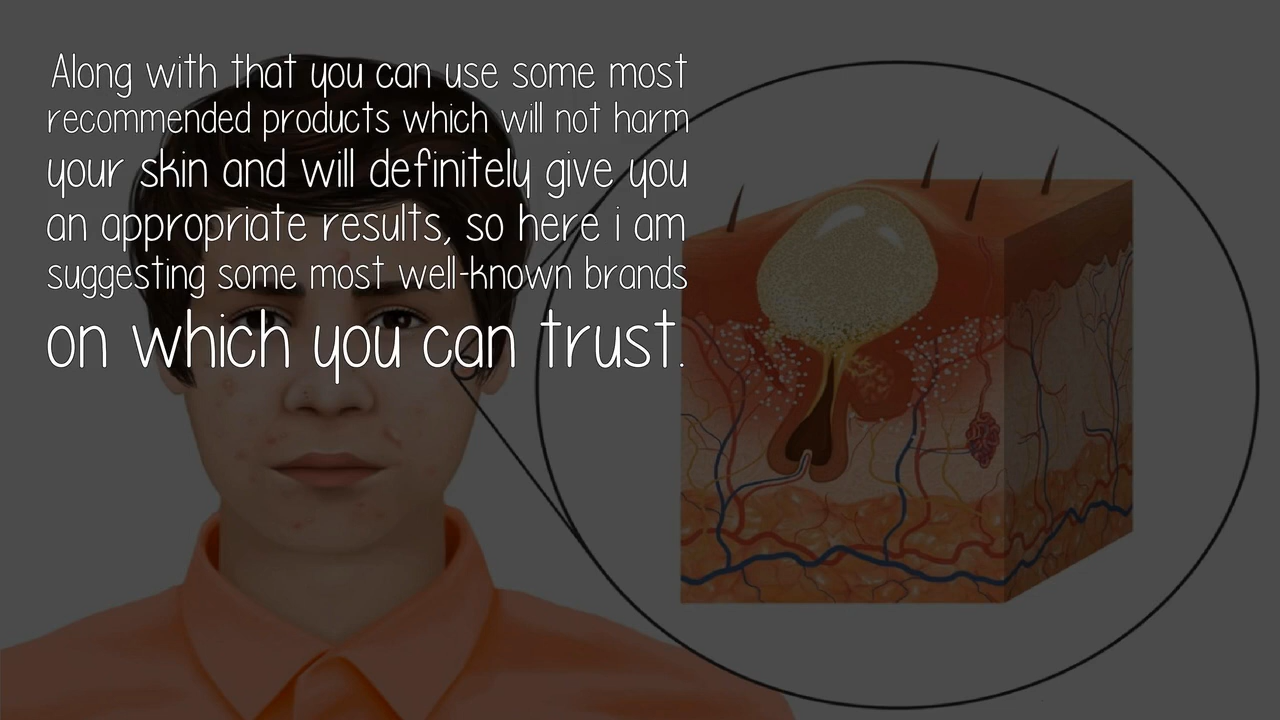 Along with that you can use some most
recommended products which will not harm
your skin and will definitely give you
an appropriate results, so here i am
suggesting some most well-known brands
on which you can trust.